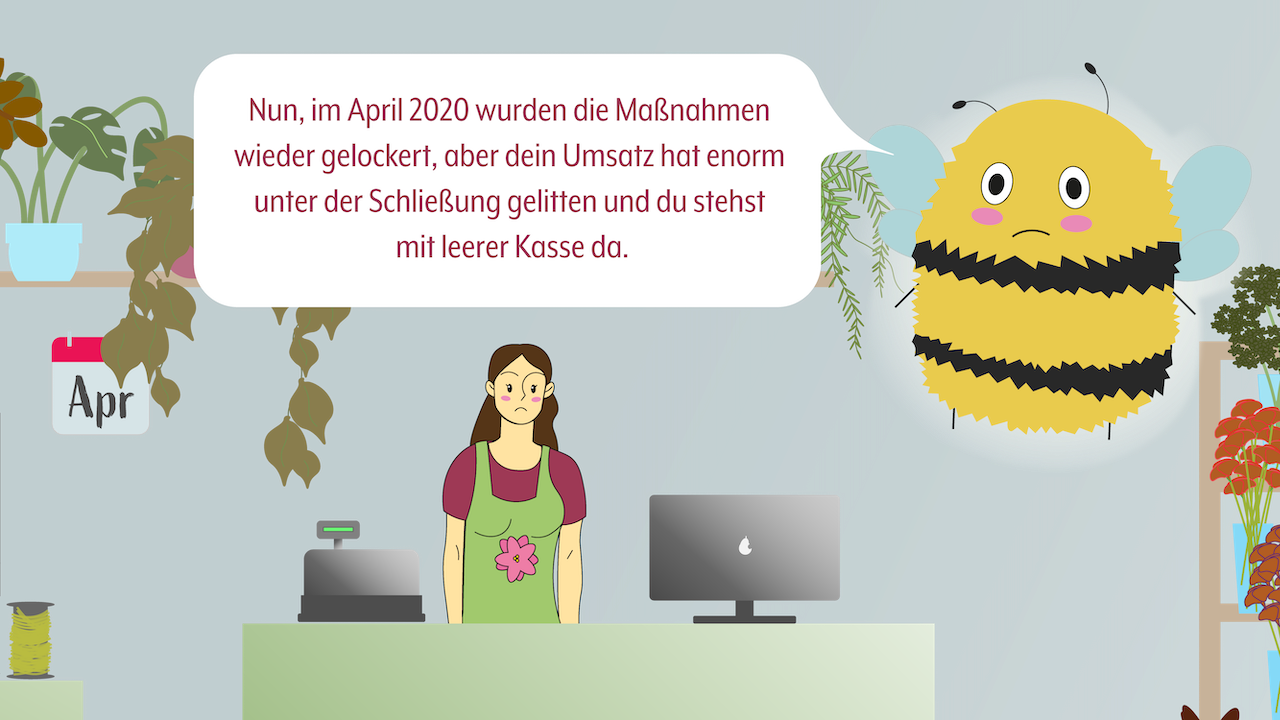 Nun, im April 2020 wurden die Maßnahmen
wieder gelockert, aber dein Umsatz hat enorm
unter der Schließung gelitten und du stehst
mit leerer Kasse da.
Apr